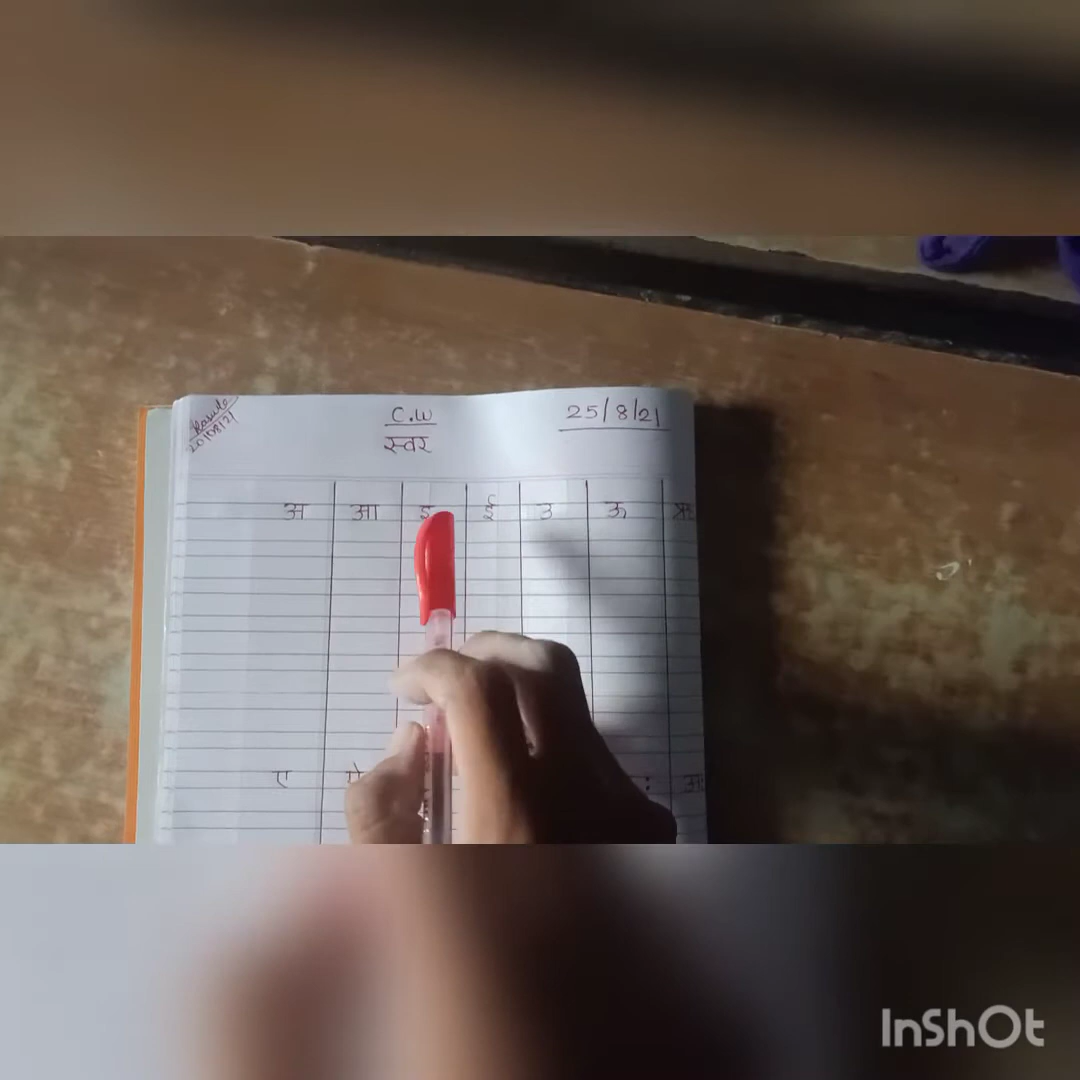 C.W 25/8/21
स्वर
अ आ इ ई उ ऊ ऋ
ए
InShOt